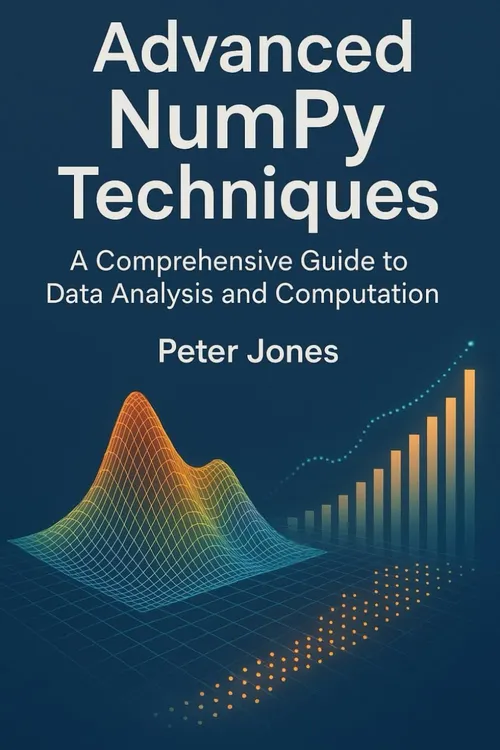 Advanced
NumPy
Techniques
A Comprehensive Guide to
Data Analysis and Computation
Peter Jones